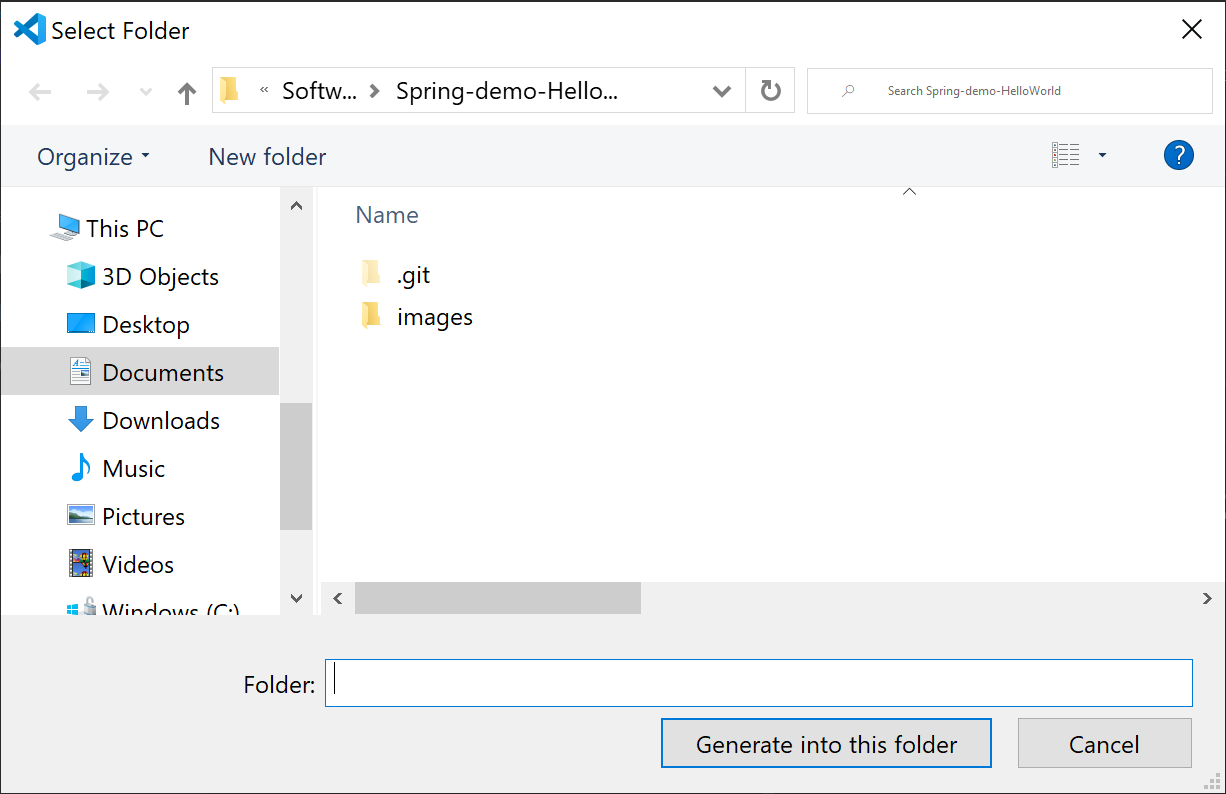 Select Folder
« Softw... Spring-demo-Hello...
Search Spring-demo-HelloWorld
Organize
New folder
?
This PC
3D Objects
Desktop
Documents
Downloads
Music
Pictures
Videos
Windows (C:)
Name
.git
images
Folder:
Generate into this folder
Cancel